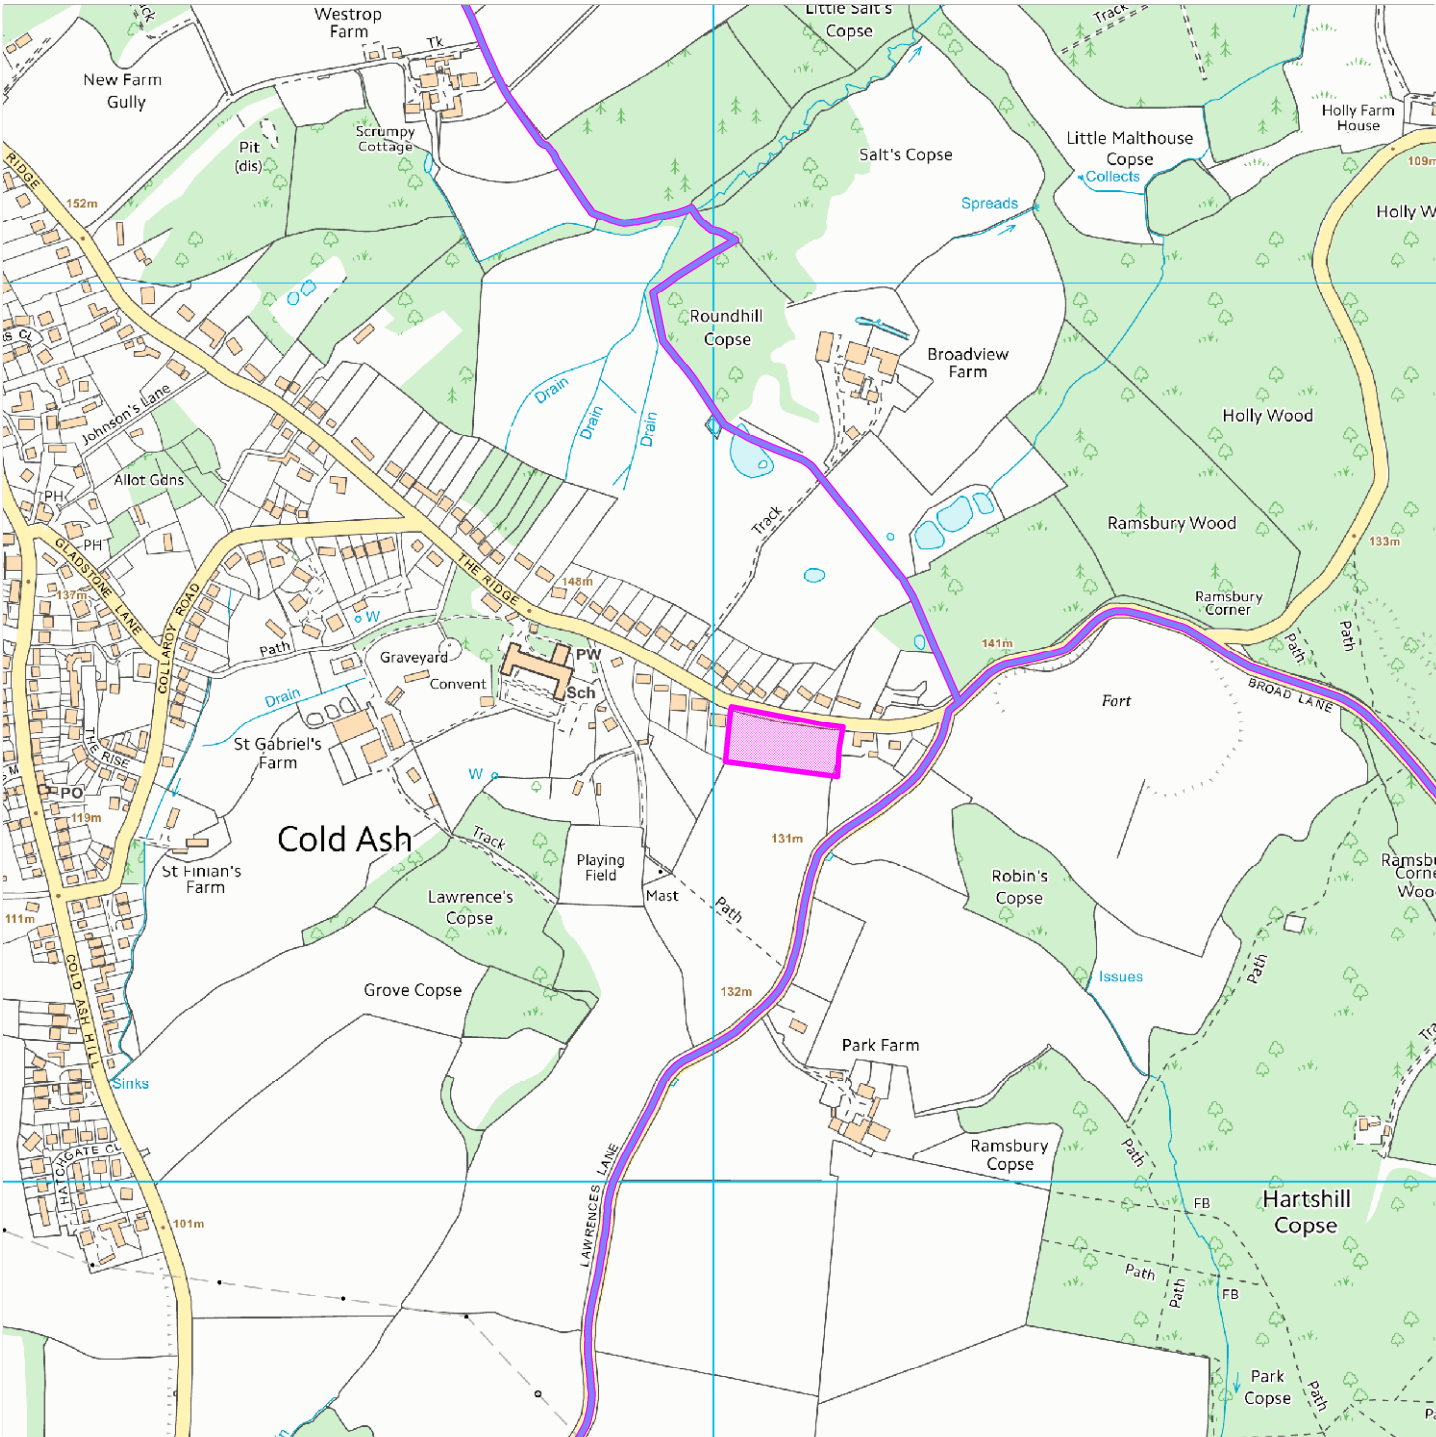 Westrop
Farm
Tk
Little Salt's
Copse
Track
New Farm
Gully
Scrumpy
Cottage
Pit
(dis)
Salt's Copse
Little Malthouse
Copse
Collects
Holly Farm
House
109m
RIDGE
152m
Spreads
Holly W
Roundhill
Copse
Broadview
Farm
Johnson's Lane
Drain
Drain
Drain
Holly Wood
Allot Gdns
PH
PH
Track
Ramsbury Wood
133m
GLADSTONE LANE
137m
COLLAROY ROAD
THE RIDGE
148m
W
Ramsbury
Corner
Path
Path
Path
Graveyard
Convent
PW
Sch
141m
Fort
BROAD LANE
Drain
St Gabriel's
Farm
THE RISE
W
PO
119m
Cold Ash
Track
131m
St Finian's
Farm
Playing
Field
Mast
Path
Robin's
Copse
Ramsbu
Corne
Woo
Lawrence's
Copse
111m
COLD ASH HILL
Grove Copse
132m
Issues
Path
Park Farm
Tra
Sinks
HATCHGATE CL
Ramsbury
Copse
Path
LAWRENCES LANE
FB
Hartshill
Copse
101m
Path
Path
FB
Park
Copse
Path